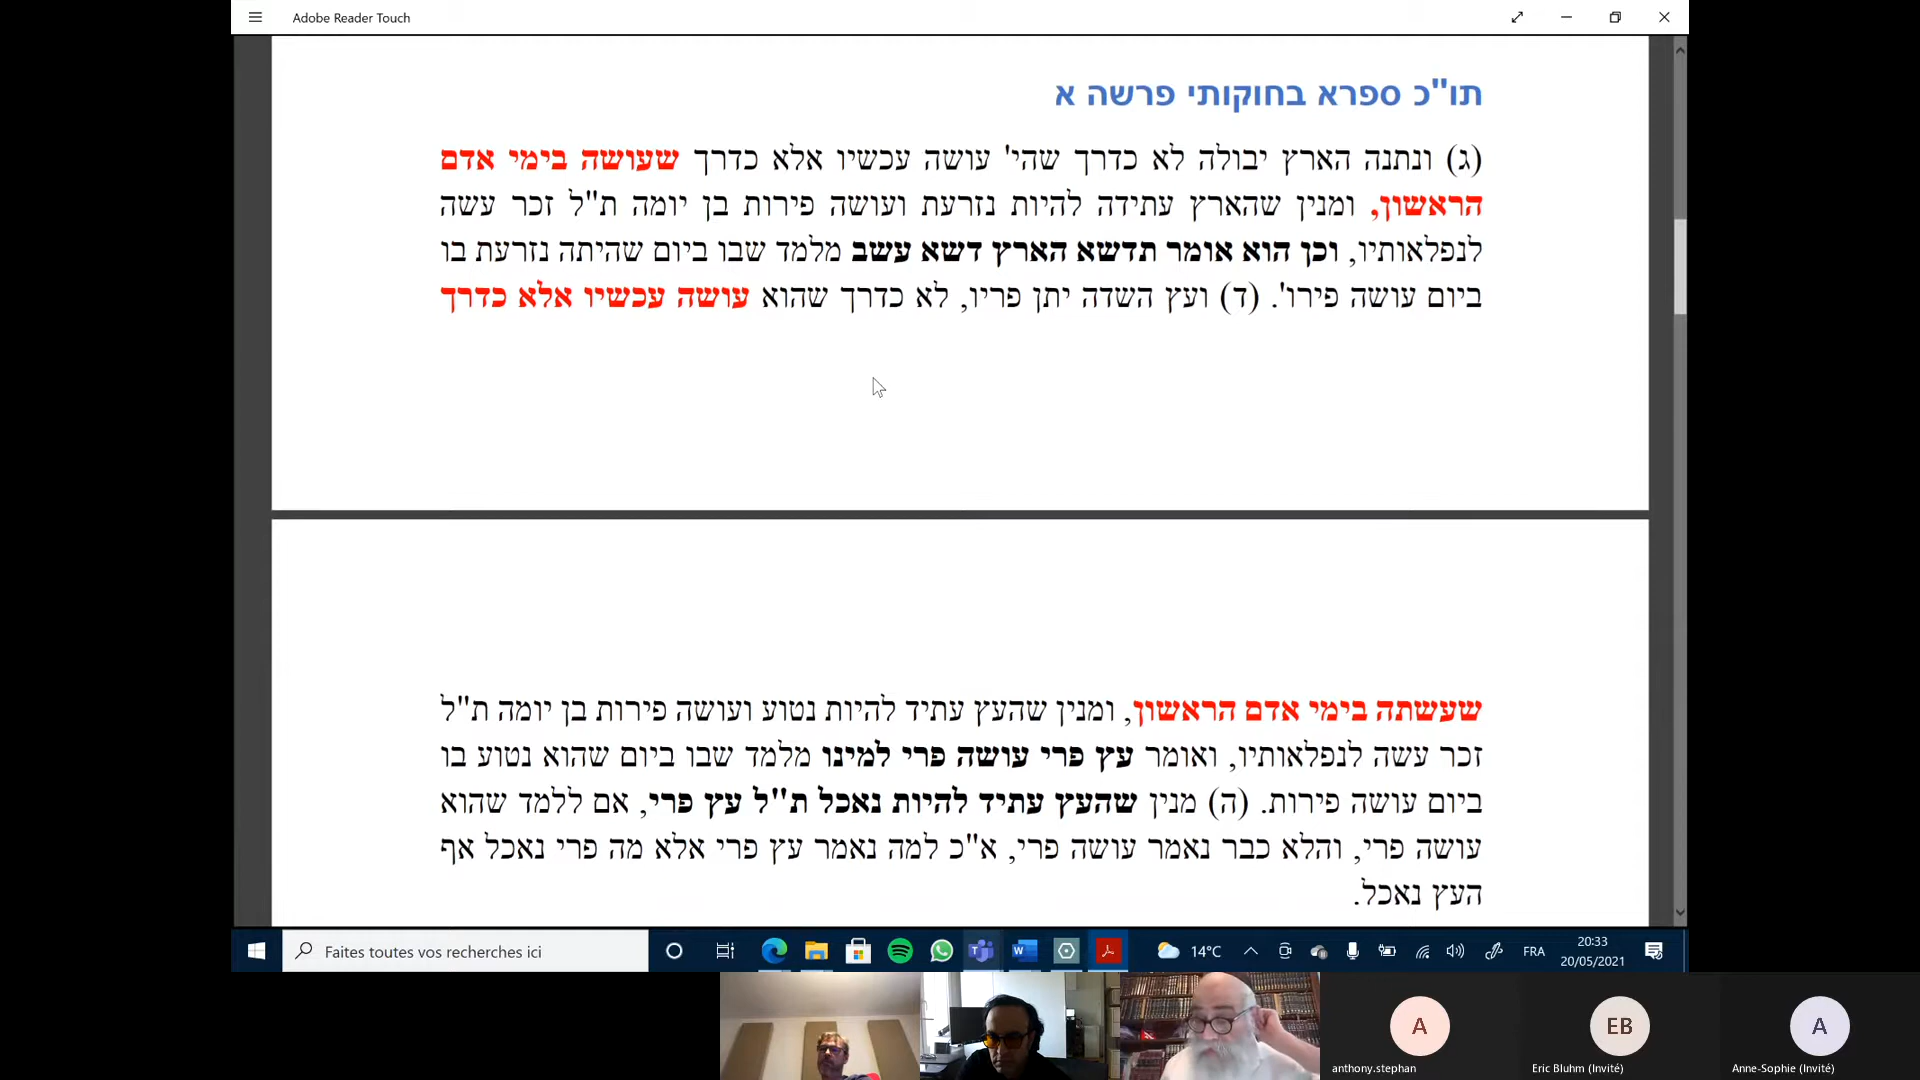 Adobe Reader Touch
תו"כ ספרא בחוקותי פרשה א
(ג) ונתנה הארץ יבולה לא כדרך שהי' עושה עכשיו אלא כדרך שעושה בימי אדם
הראשון, ומנין שהארץ עתידה להיות נזרעת ועושה פירות בן יומה ת"ל זכר עשה
לנפלאותיו, וכן הוא אומר תדשא הארץ דשא עשב מלמד שבו ביום שהיתה נזרעת בו
ביום עושה פירו'. (ד) ועץ השדה יתן פריו, לא כדרך שהוא עושה עכשיו אלא כדרך
שעשתה בימי אדם הראשון, ומנין שהעץ עתיד להיות נטוע ועושה פירות בן יומה ת"ל
זכר עשה לנפלאותיו, ואומר עץ פרי עושה פרי למינו מלמד שבו ביום שהוא נטוע בו
ביום עושה פירות. (ה) מנין שהעץ עתיד להיות נאכל ת"ל עץ פרי, אם ללמד שהוא
עושה פרי, והלא כבר נאמר עושה פרי, א"כ למה נאמר עץ פרי אלא מה פרי נאכל אף
העץ נאכל.
Faites toutes vos recherches ici
14°C
FRA
20:33
20/05/2021
A
EB
A
anthony.stephan
Eric Bluhm (Invité)
Anne-Sophie (Invité)